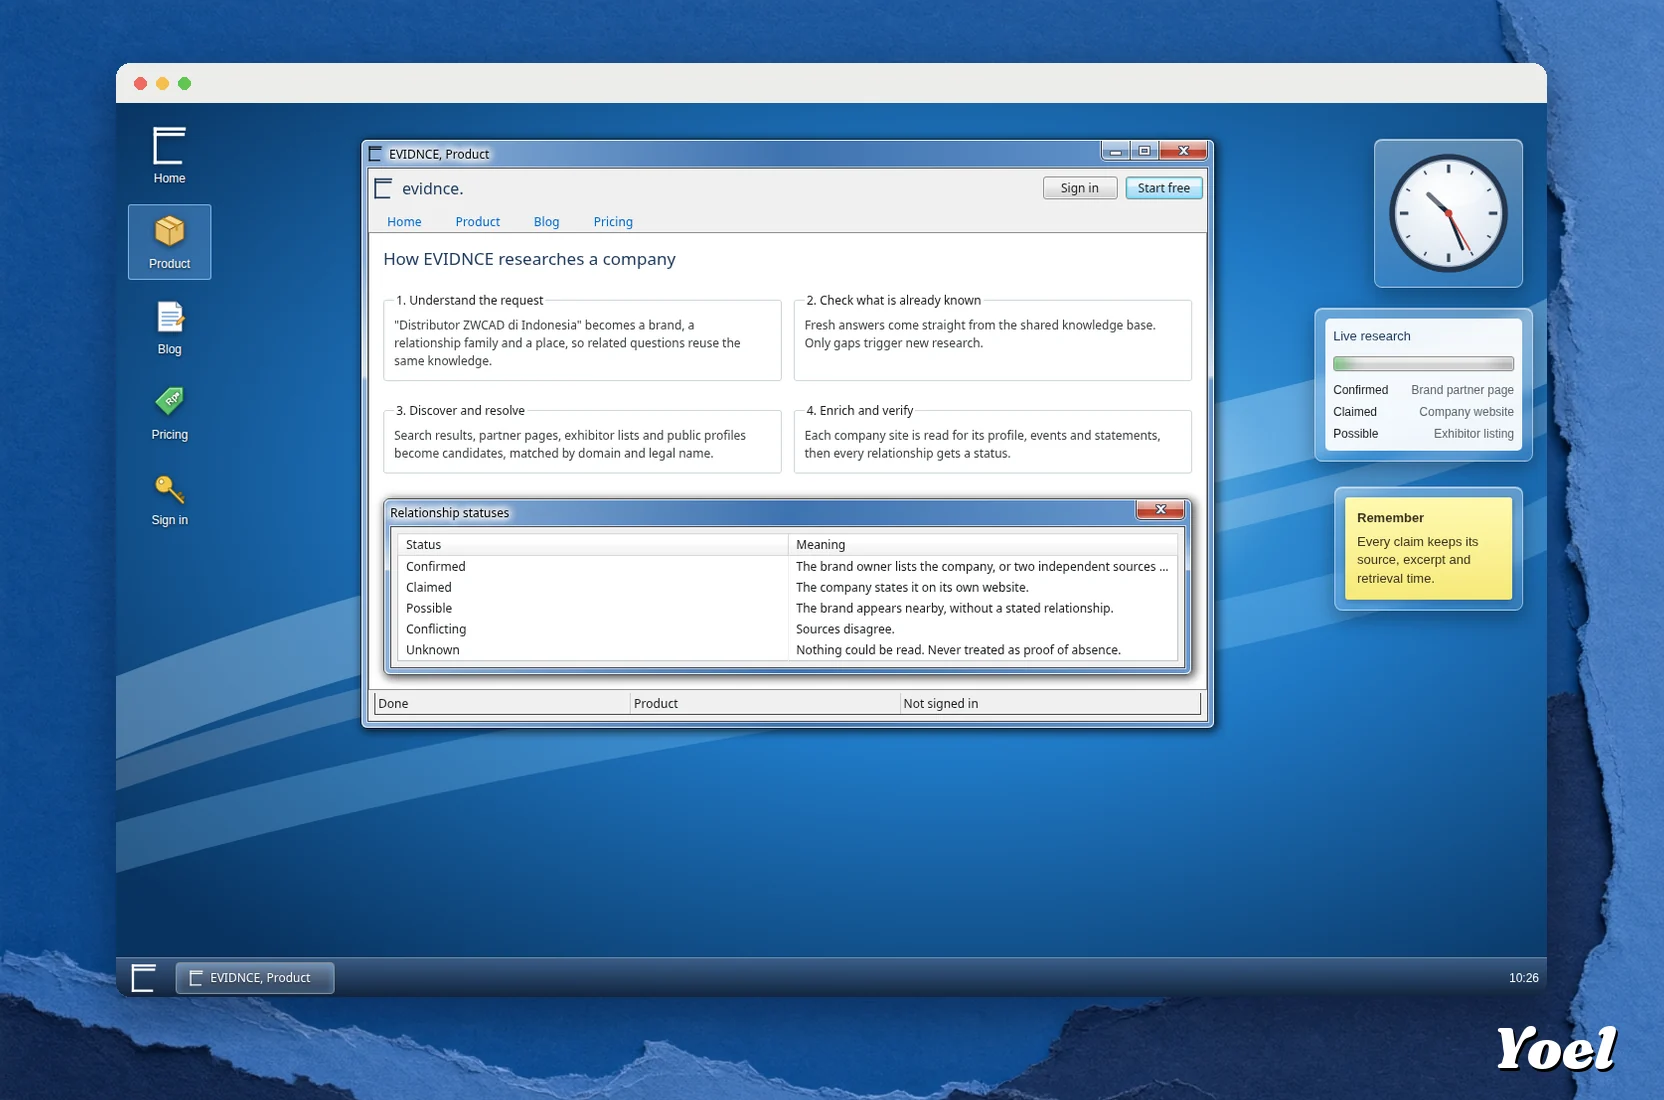 Home
Product
Blog
Pricing
Sign in
EVIDNCE, Product
evidnce.
Sign in
Start free
Home
Product
Blog
Pricing
How EVIDNCE researches a company
1. Understand the request
"Distributor ZWCAD di Indonesia" becomes a brand, a
relationship family and a place, so related questions reuse the
same knowledge.
2. Check what is already known
Fresh answers come straight from the shared knowledge base.
Only gaps trigger new research.
3. Discover and resolve
Search results, partner pages, exhibitor lists and public profiles
become candidates, matched by domain and legal name.
4. Enrich and verify
Each company site is read for its profile, events and statements,
then every relationship gets a status.
Relationship statuses
Status Meaning
Confirmed The brand owner lists the company, or two independent sources ...
Claimed The company states it on its own website.
Possible The brand appears nearby, without a stated relationship.
Conflicting Sources disagree.
Unknown Nothing could be read. Never treated as proof of absence.
Done Product Not signed in
Live research
Confirmed Brand partner page
Claimed Company website
Possible Exhibitor listing
Remember
Every claim keeps its
source, excerpt and
retrieval time.
EVIDNCE, Product
10:26
Yoel